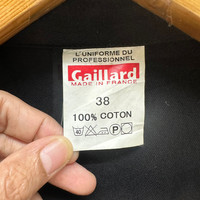 L'UNIFORME DU
PROFESSIONNEL
Gaillard
MADE IN FRANCE
38
100% COTON